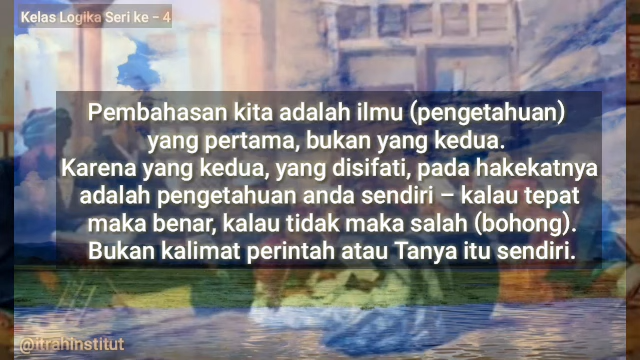 Kelas Logika Seri ke - 4
Pembahasan kita adalah ilmu (pengetahuan)
yang pertama, bukan yang kedua.
Karena yang kedua, yang disifati, pada hakekatnya
adalah pengetahuan anda sendiri – kalau tepat
maka benar, kalau tidak maka salah (bohong).
Bukan kalimat perintah atau Tanya itu sendiri.
@itrahinstitut